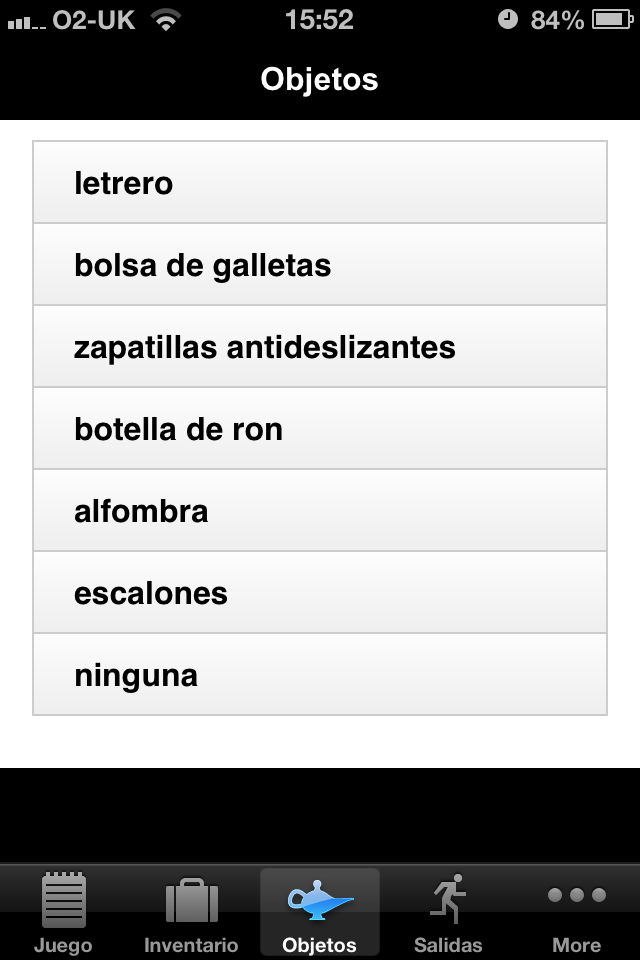 O2-UK 15:52 84%
Objetos
letrero
bolsa de galletas
zapatillas antideslizantes
botella de ron
alfombra
escalones
ninguna
Juego Inventario Objetos Salidas More